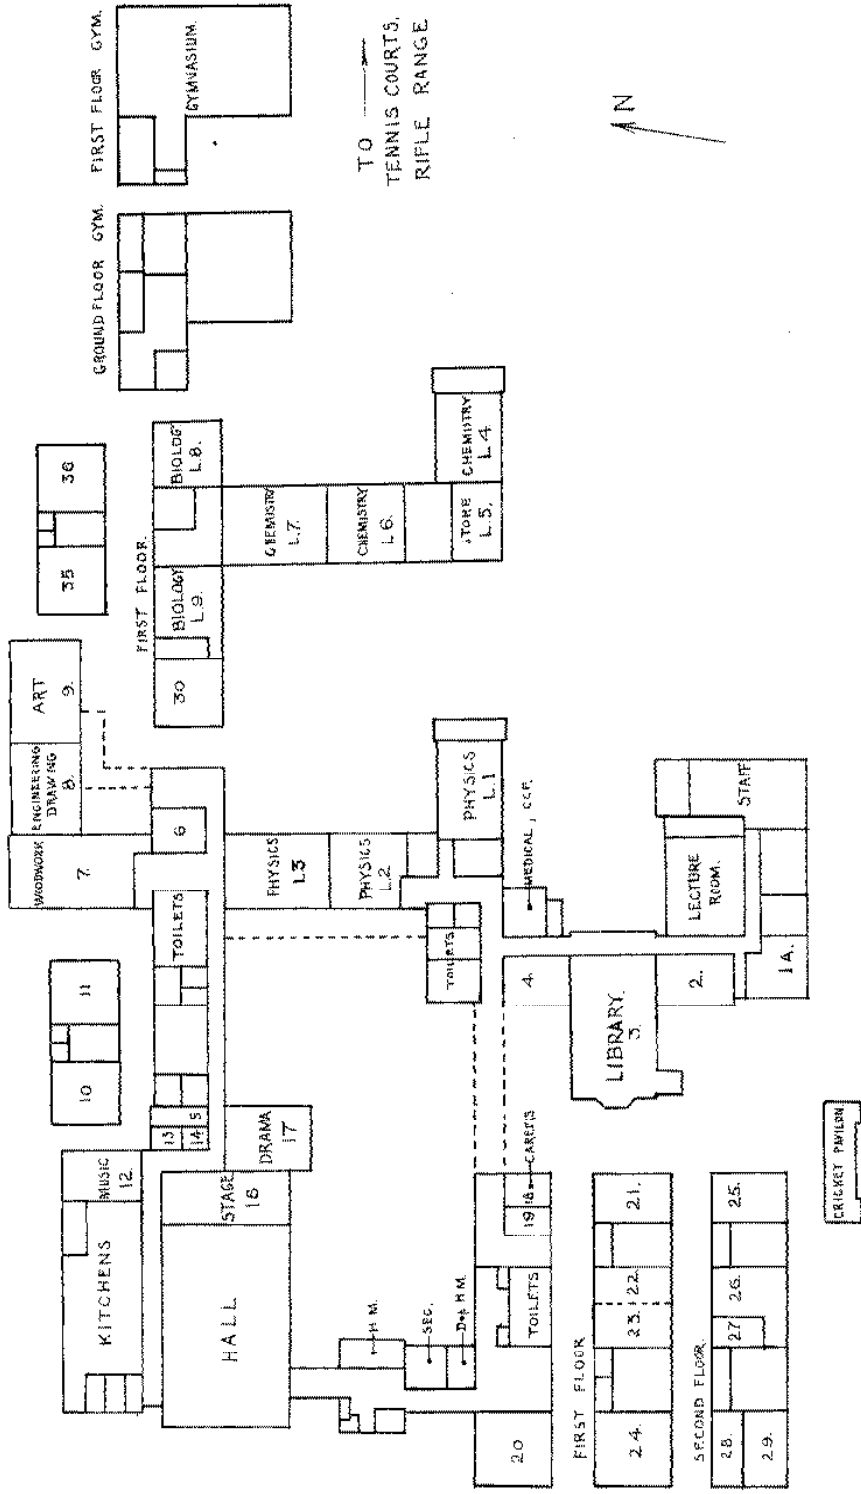 FIRST FLOOR GYM.
GYMNASIUM.
TO
TENNIS COURTS,
RIFLE RANGE
N
GROUND FLOOR GYM.
36
35
FIRST FLOOR.
BIOLOGY
L.8.
BIOLOGY
L.9.
30
CHEMISTRY
L.7.
CHEMISTRY
L.6.
CHEMISTRY
L.4
STORE
L.5.
ART
9.
ENGINEERING
DRAWING
8.
WOODWORK
7.
6
TOILETS
PHYSICS
L.3
PHYSICS
L.2
PHYSICS
L.1
MEDICAL, CCF.
TOILETS
4.
LIBRARY.
3.
2.
LECTURE
ROOM.
STAFF
1A.
11
10
13
14
5
MUSIC
12.
KITCHENS
DRAMA
17
STAGE
16
HALL
H M.
SEC.
Dep H M.
CAREERS
18
19
TOILETS
20
FIRST FLOOR
21.
22.
23.
24.
SECOND FLOOR.
25.
26.
27
28.
29.
CRICKET PAVILION.